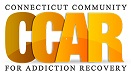 CONNECTICUT COMMUNITY
CCAR
FOR ADDICTION RECOVERY